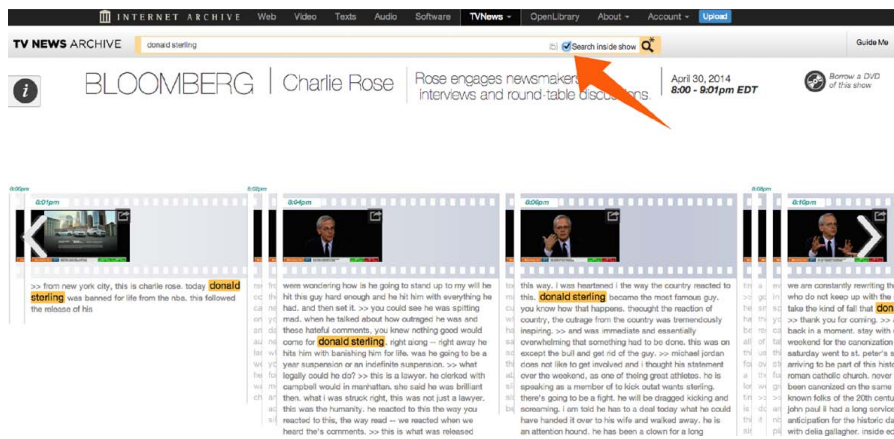 INTERNET ARCHIVE Web Video Texts Audio Software TVNews OpenLibrary About Account Upload
TV NEWS ARCHIVE donald sterling Search inside show Guide Me
BLOOMBERG Charlie Rose
Rose engages newsmakers
interviews and round-table discussions.
April 30, 2014
8:00 - 9:01pm EDT
Borrow a DVD
of this show
8:00pm
8:01pm
>> from new york city, this is charlie rose. today donald
sterling was banned for life from the nba. this followed
the release of his
8:04pm
were wondering how is he going to stand up to my will he
hit this guy hard enough and he hit him with everything he
had. and then set it. >> you could see he was spitting
mad. when he talked about how outraged he was and
these hateful comments, you knew nothing good would
come for donald sterling. right along -- right away he
hits him with banishing him for life. was he going to be a
year suspension or an indefinite suspension. >> what
legally could he do? >> this is a lawyer. he clerked with
campbell would in manhattan. she said he was brilliant
then. what i was struck right, this was not just a lawyer.
this was the humanity. he reacted to this the way you
reacted to this, the way read -- we reacted when we
heard the's comments. >> this is what was released
8:06pm
this way. i was heartened i the way the country reacted to
this. donald sterling became the most famous guy.
you know how that happens. theought the reaction of
country, the outrage from the country was tremendously
inspiring. >> and was immediate and essentially
overwhelming that something had to be done. this was on
except the bull and get rid of the guy. >> michael jordan
does not like to get involved and i thought his statement
over the weekend, as one of theing great athletes. he is
speaking as a member of to kick outat wants sterling.
there's going to be a fight. he will be dragged kicking and
screaming. i am told he has to a deal today what he could
have handed it over to his wife and walked away. he is
an attention hound. he has been a clown for a long
8:10pm
we are constantly rewriting th
who do not keep up with the
take the kind of fall that don
>> thank you for coming. >>
back in a moment. stay with
weekend for the canonization
saturday went to st. peter's s
arriving to be part of this histo
roman catholic church. never
been canonized on the same
known folks of the 20th centu
john paul ii had a long service
anticipation for the historic da
with delia gallagher. inside ed